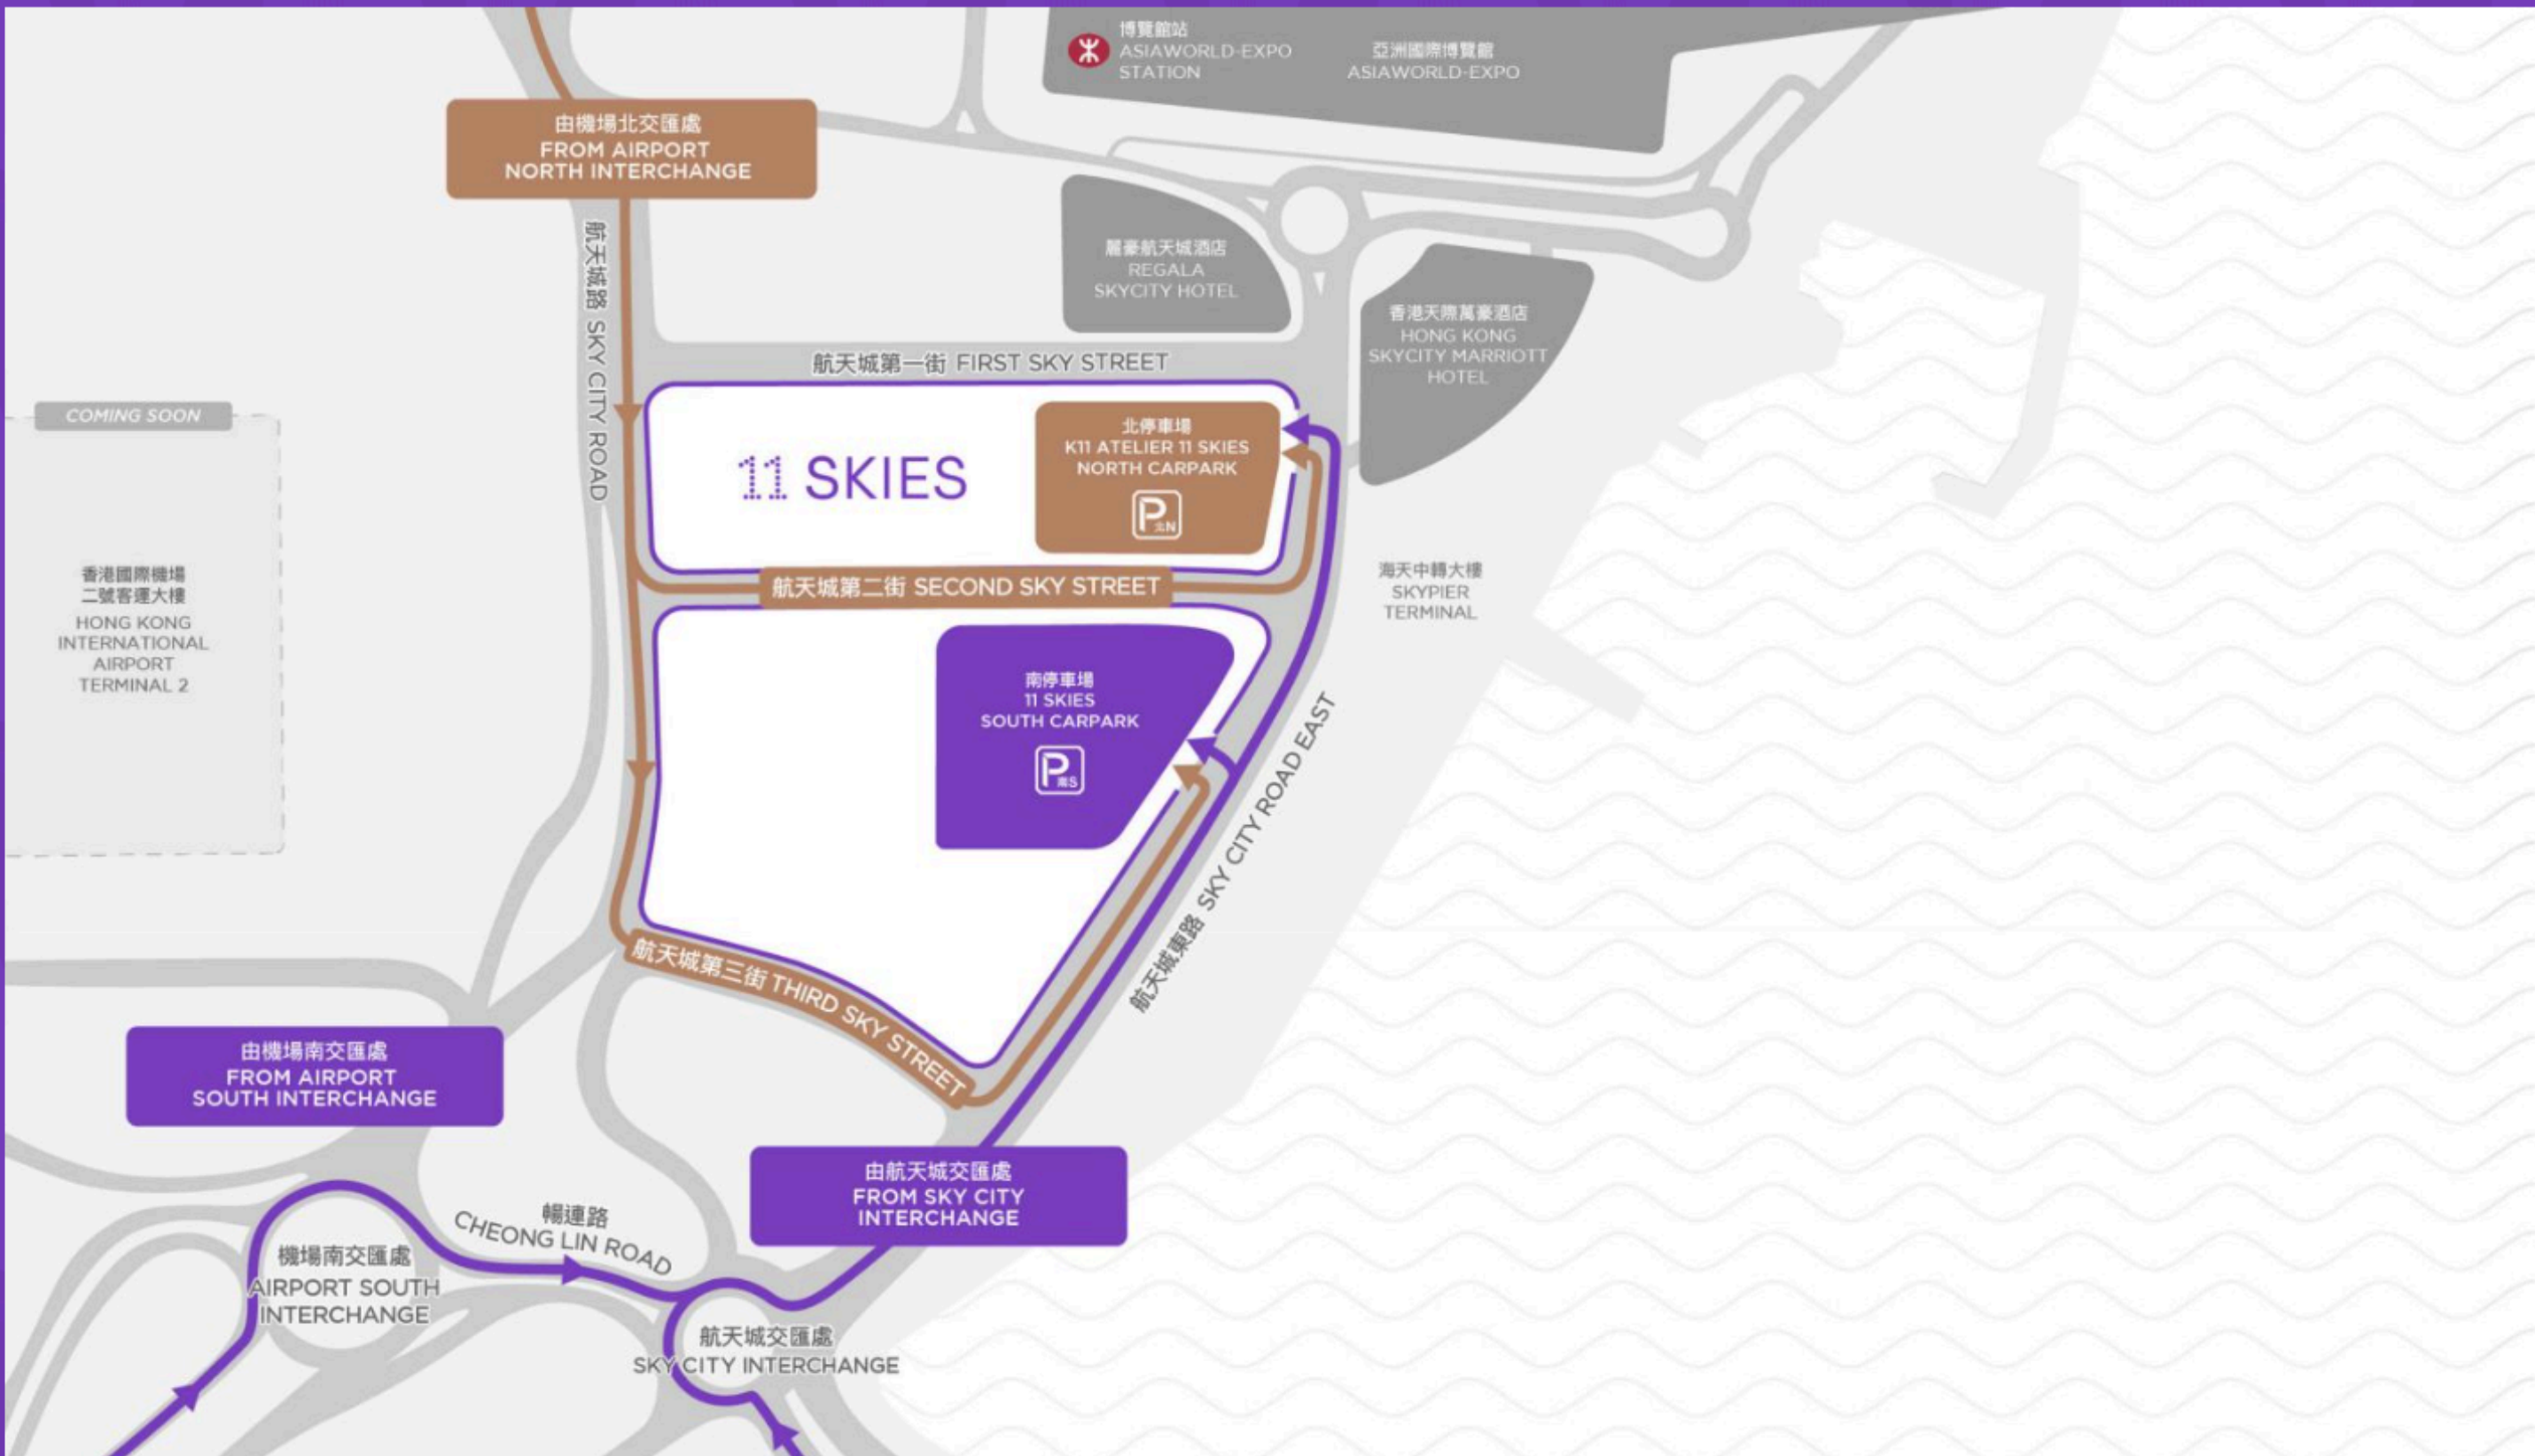 博覽館站
ASIAWORLD-EXPO
STATION
亞洲國際博覽館
ASIAWORLD-EXPO
由機場北交匯處
FROM AIRPORT
NORTH INTERCHANGE
航天城路 SKY CITY ROAD
麗豪航天城酒店
REGALA
SKYCITY HOTEL
香港天際萬豪酒店
HONG KONG
SKYCITY MARRIOTT
HOTEL
航天城第一街 FIRST SKY STREET
COMING SOON
11 SKIES
北停車場
K11 ATELIER 11 SKIES
NORTH CARPARK
P北N
香港國際機場
二號客運大樓
HONG KONG
INTERNATIONAL
AIRPORT
TERMINAL 2
航天城第二街 SECOND SKY STREET
海天中轉大樓
SKYPIER
TERMINAL
南停車場
11 SKIES
SOUTH CARPARK
P南S
航天城東路 SKY CITY ROAD EAST
航天城第三街 THIRD SKY STREET
由機場南交匯處
FROM AIRPORT
SOUTH INTERCHANGE
由航天城交匯處
FROM SKY CITY
INTERCHANGE
暢連路
CHEONG LIN ROAD
機場南交匯處
AIRPORT SOUTH
INTERCHANGE
航天城交匯處
SKY CITY INTERCHANGE